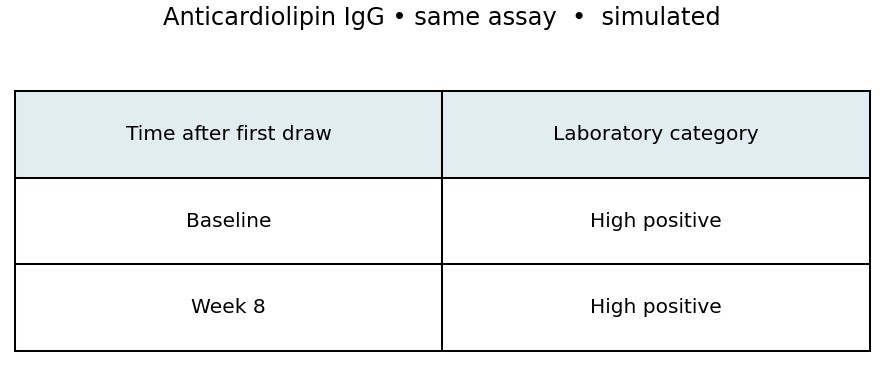 Anticardiolipin IgG • same assay • simulated
Time after first draw Laboratory category
Baseline High positive
Week 8 High positive